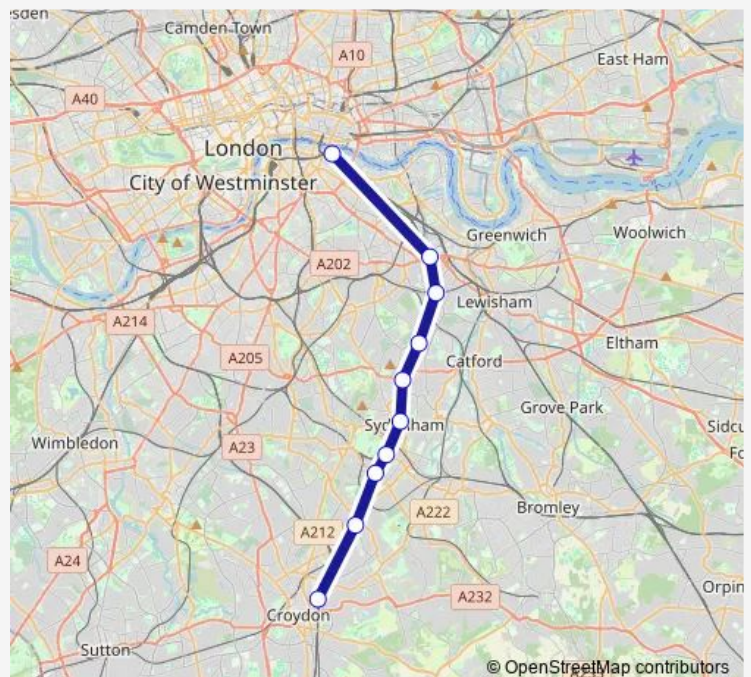 esden
Camden Town
A10
East Ham
A40
London
City of Westminster
Greenwich
Woolwich
A202
Lewisham
A214
A205
Catford
Eltham
Grove Park
Sydenham
Sidcu
Wimbledon
A23
Fo
A222
Bromley
A212
A24
Orpin
A232
Croydon
Sutton
© OpenStreetMap contributors